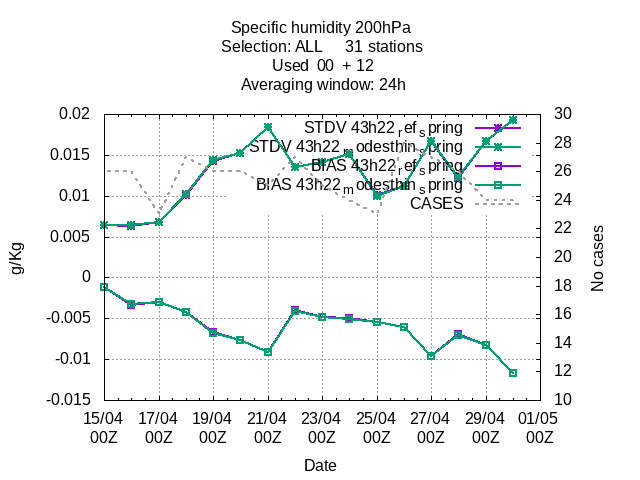 Specific humidity 200hPa
Selection: ALL     31 stations
Used  00  + 12
Averaging window: 24h
STDV 43h22_ref_spring
STDV 43h22_modesthin_spring
BIAS 43h22_ref_spring
BIAS 43h22_modesthin_spring
CASES
0.02
0.015
0.01
0.005
0
-0.005
-0.01
-0.015
g/Kg
30
28
26
24
22
20
18
16
14
12
10
No cases
15/04 17/04 19/04 21/04 23/04 25/04 27/04 29/04 01/05
00Z 00Z 00Z 00Z 00Z 00Z 00Z 00Z 00Z
Date